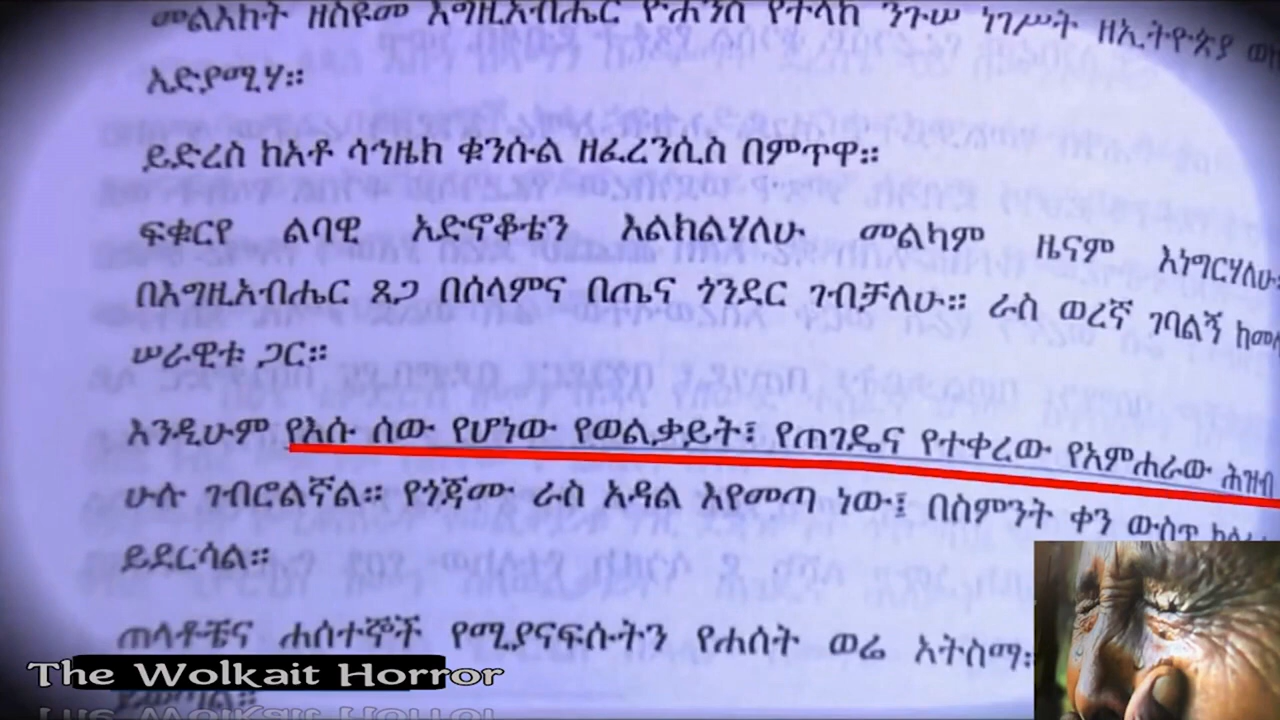 መልእክት ዘስዩመ እግዚአብሔር ዮሐንስ የተላከ ንጉሠ ነገሥት ዘኢትዮጵያ
ኢድያሚሃ።
ይድረስ ከአቶ ሳኅዜክ ቁንሱል ዘፈረንሲስ በምጥዋ።
ፍቁርየ ልባዊ አድኖቆቴን እልክልሃለሁ መልካም ዜናም እነግርሃለሁ።
በእግዚአብሔር ጸጋ በሰላምና በጤና ጎንደር ገብቻለሁ። ራስ ወረኛ ገባልኝ
ሠራዊቱ ጋር።
እንዲሁም የእሱ ሰው የሆነው የወልቃይት፣ የጠገዴና የተቀረው የአምሐራው ሕዝብ
ሁሉ ገብሮልኛል። የጎጃሙ ራስ አዳል እየመጣ ነው፤ በስምንት ቀን ውስጥ
ይደርሳል።
ጠላቶቼና ሐሰተኞች የሚያናፍሱትን የሐሰት ወሬ አትስማ።
The Wolkait Horror